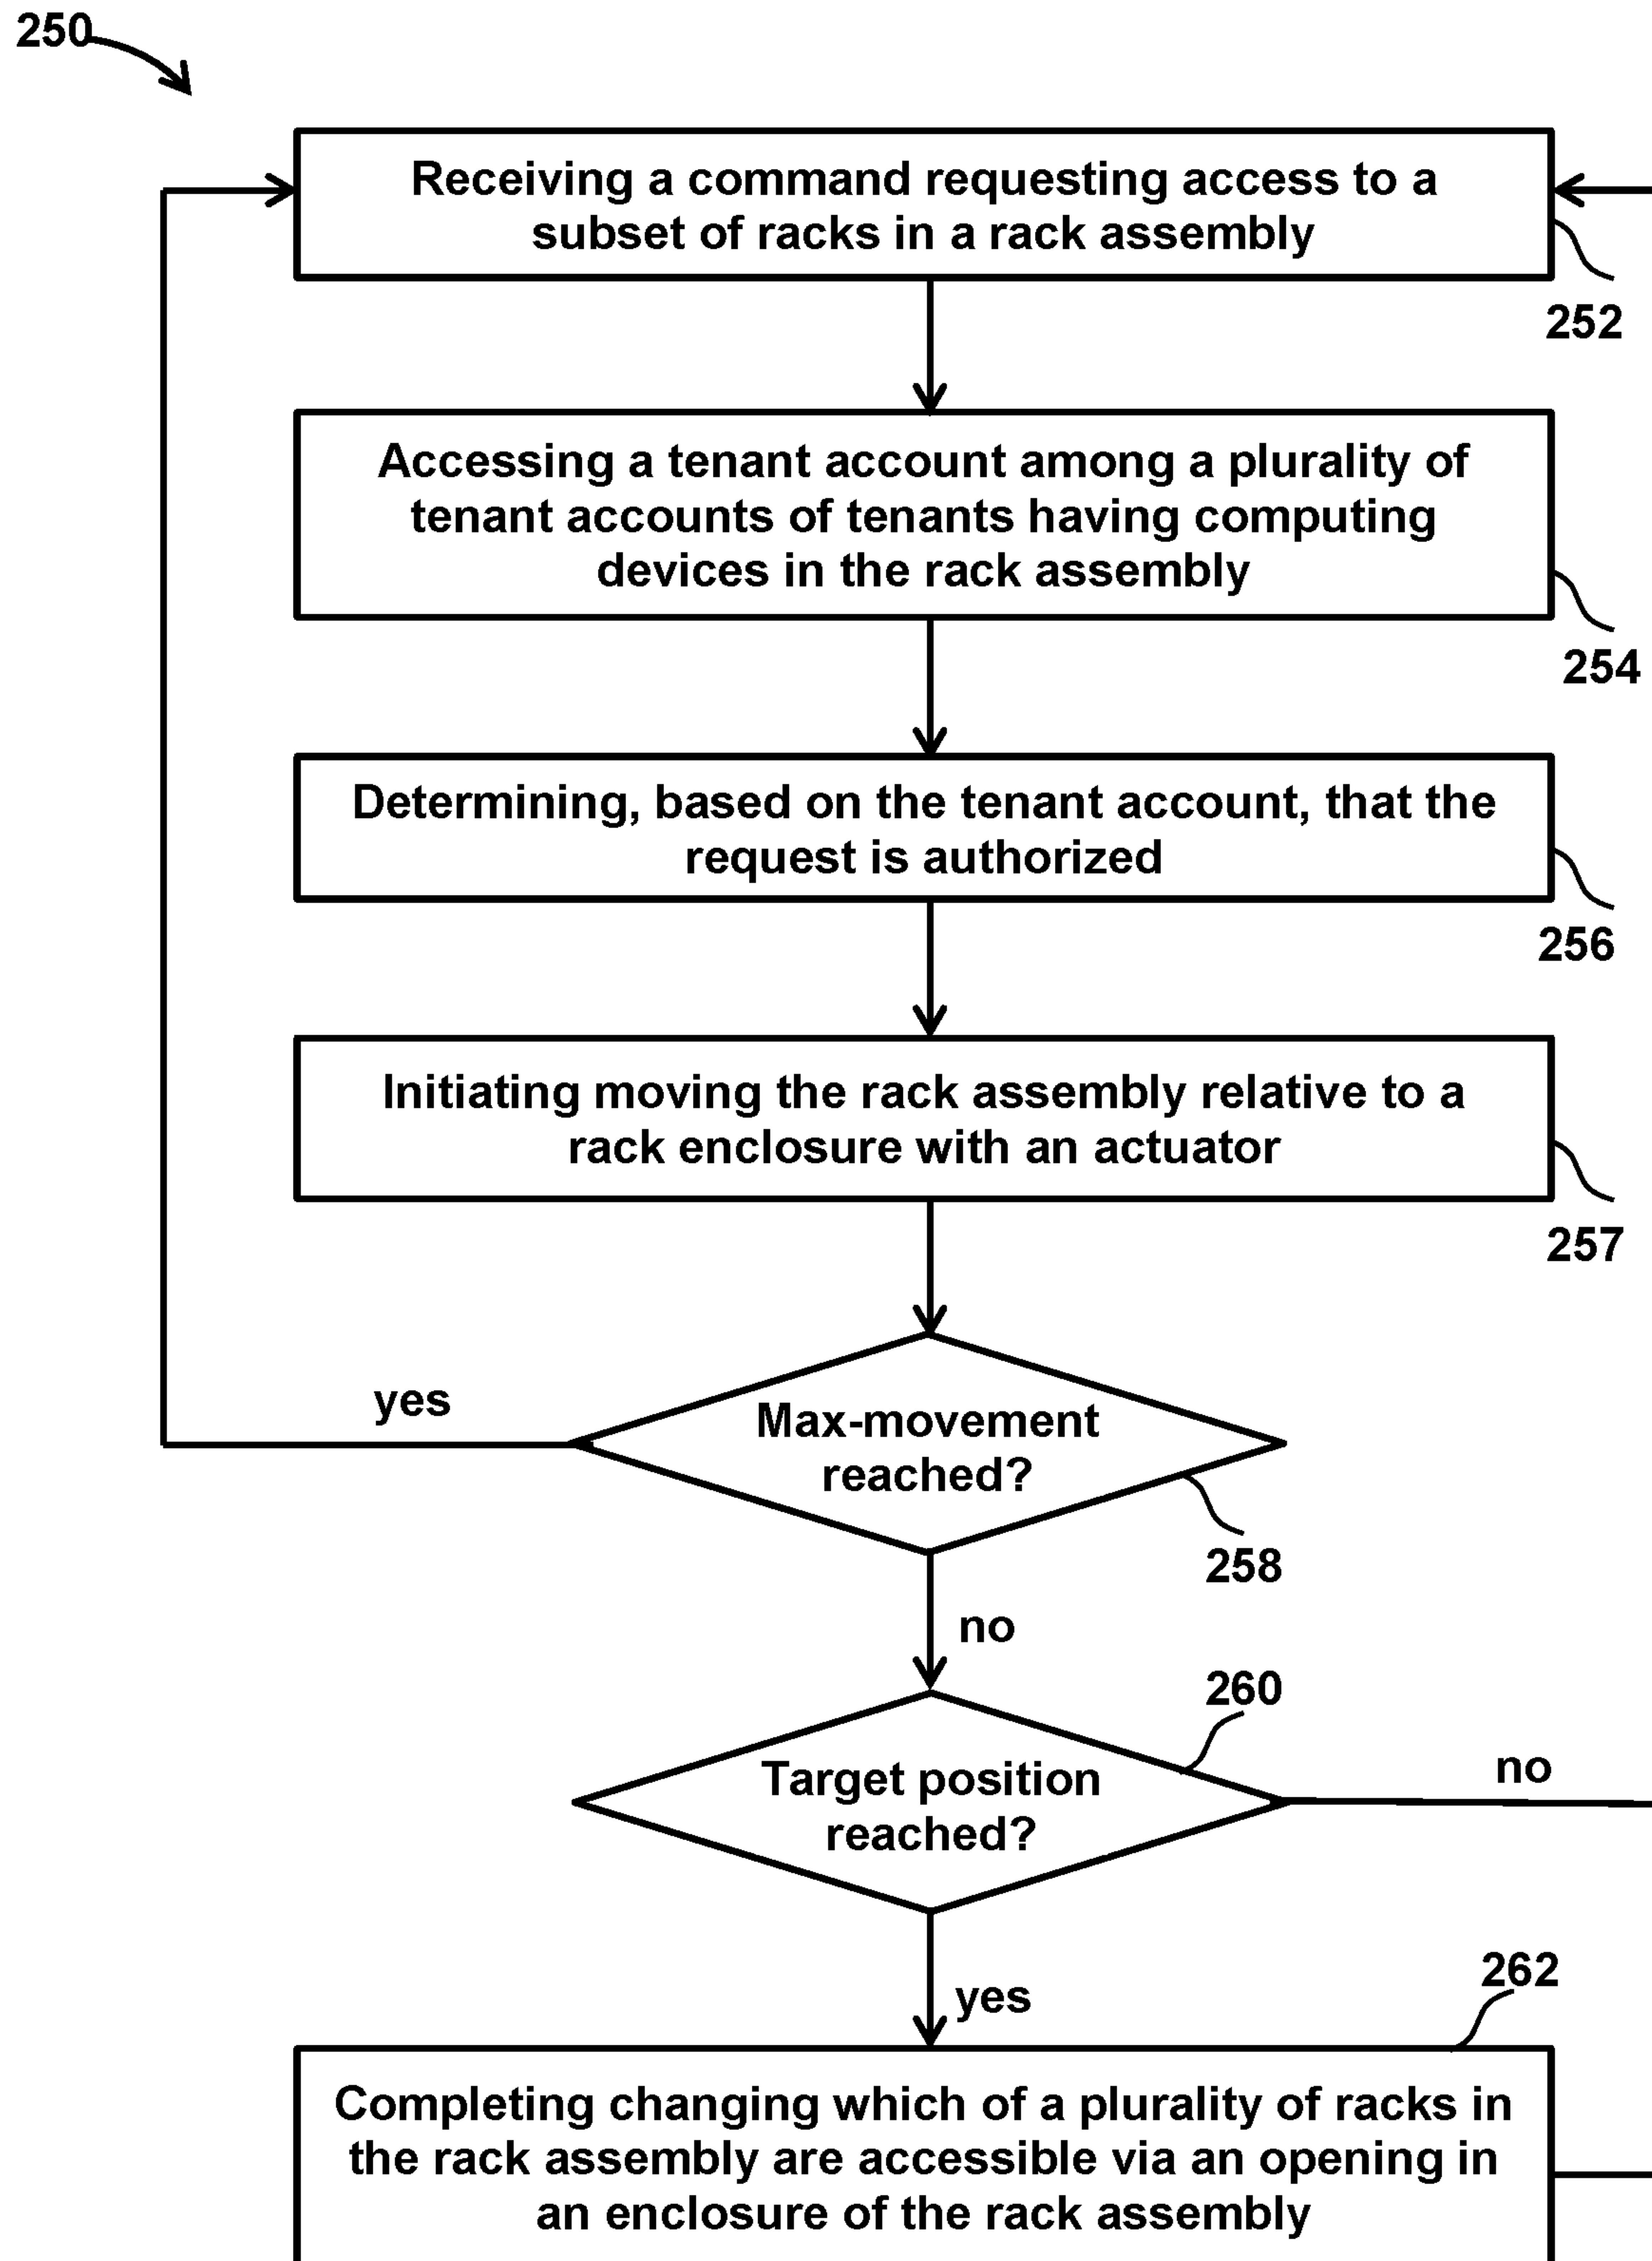 250
Receiving a command requesting access to a
subset of racks in a rack assembly
252
Accessing a tenant account among a plurality of
tenant accounts of tenants having computing
devices in the rack assembly
254
Determining, based on the tenant account, that the
request is authorized
256
Initiating moving the rack assembly relative to a
rack enclosure with an actuator
257
yes
Max-movement
reached?
258
no
260
Target position
reached?
no
yes
262
Completing changing which of a plurality of racks in
the rack assembly are accessible via an opening in
an enclosure of the rack assembly